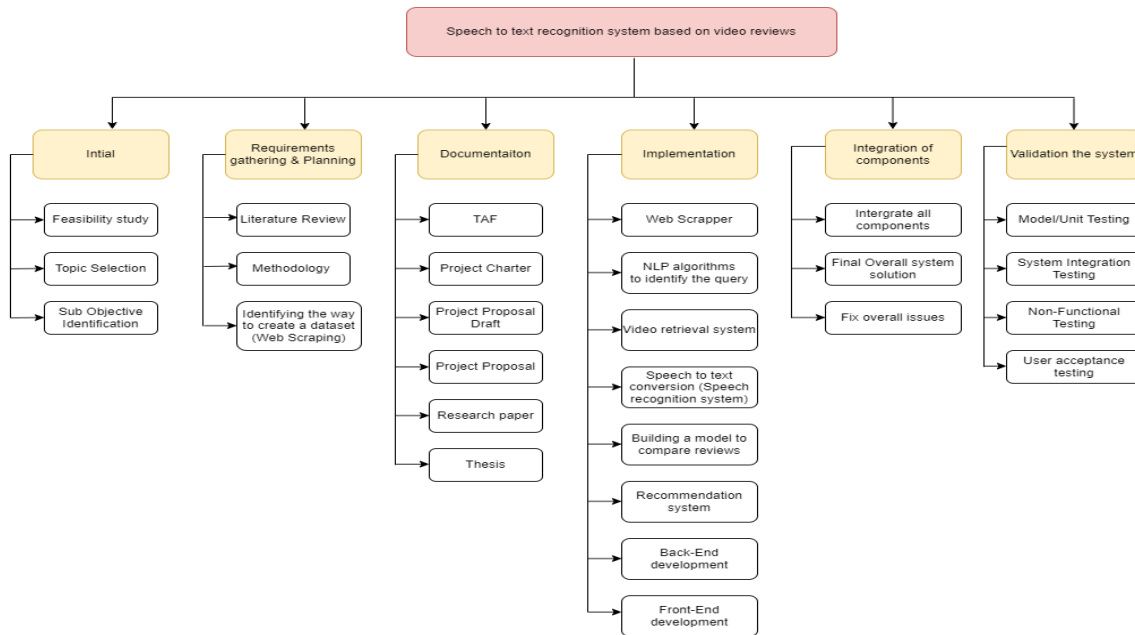 Speech to text recognition system based on video reviews
Intial
Feasibility study
Topic Selection
Sub Objective
Identification
Requirements
gathering & Planning
Literature Review
Methodology
Identifying the way
to create a dataset
(Web Scraping)
Documentaiton
TAF
Project Charter
Project Proposal
Draft
Project Proposal
Research paper
Thesis
Implementation
Web Scrapper
NLP algorithms
to identify the query
Video retrieval system
Speech to text
conversion (Speech
recognition system)
Building a model to
compare reviews
Recommendation
system
Back-End
development
Front-End
development
Integration of
components
Intergrate all
components
Final Overall system
solution
Fix overall issues
Validation the system
Model/Unit Testing
System Integration
Testing
Non-Functional
Testing
User acceptance
testing